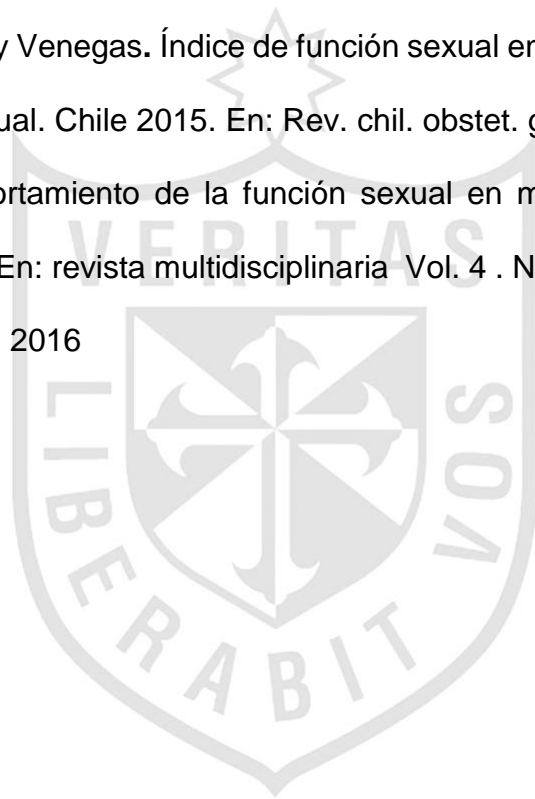 y Venegas. Índice de función sexual en
ual. Chile 2015. En: Rev. chil. obstet. g
ortamiento de la función sexual en m
En: revista multidisciplinaria Vol. 4 . N
2016
VERITAS
LIBERABIT VOS